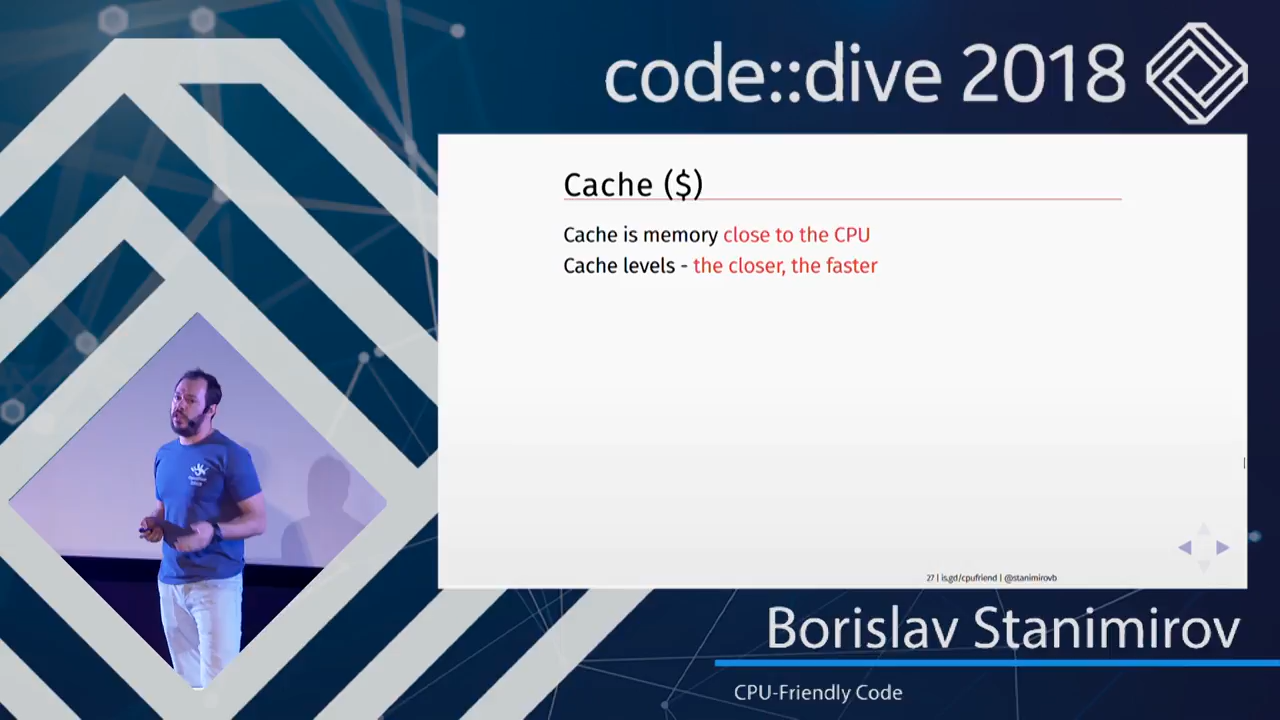 code::dive 2018
Cache ($)
Cache is memory close to the CPU
Cache levels - the closer, the faster
27 | is.gd/cpufriend | @stanimirovb
Borislav Stanimirov
CPU-Friendly Code